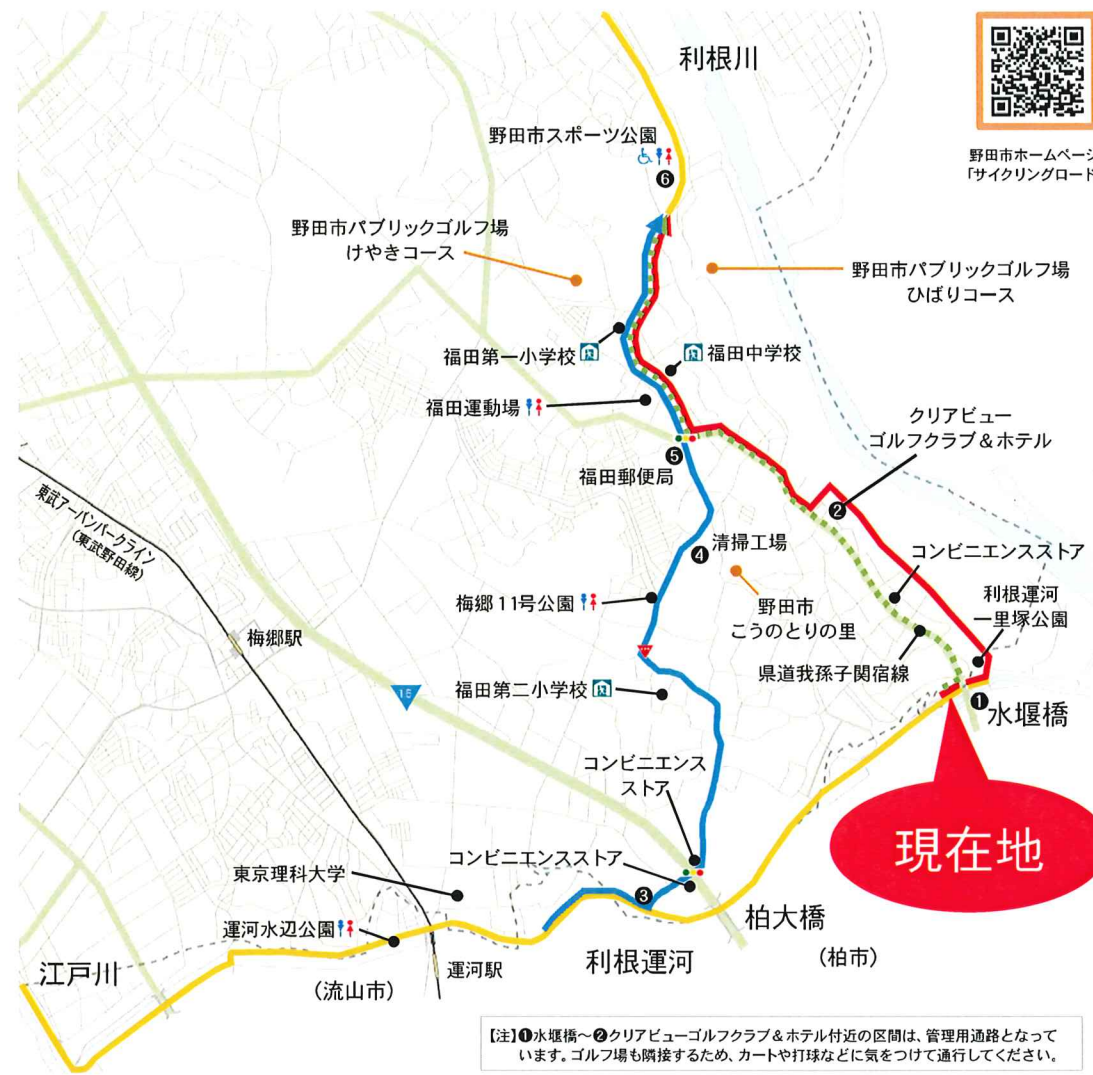 利根川
野田市ホームページ
「サイクリングロード
野田市スポーツ公園
❻
野田市パブリックゴルフ場
けやきコース
野田市パブリックゴルフ場
ひばりコース
福田第一小学校
福田中学校
福田運動場
クリアビュー
ゴルフクラブ＆ホテル
❺
福田郵便局
❷
東武アーバンパークライン
（東武野田線）
❹
清掃工場
コンビニエンスストア
梅郷11号公園
野田市
こうのとりの里
利根運河
一里塚公園
梅郷駅
県道我孫子関宿線
福田第二小学校
16
❶
水堰橋
コンビニエンス
ストア
現在地
コンビニエンスストア
東京理科大学
❸
柏大橋
運河水辺公園
利根運河
（柏市）
江戸川
運河駅
（流山市）
【注】❶水堰橋～❷クリアビューゴルフクラブ＆ホテル付近の区間は、管理用通路となって
います。ゴルフ場も隣接するため、カートや打球などに気をつけて通行してください。